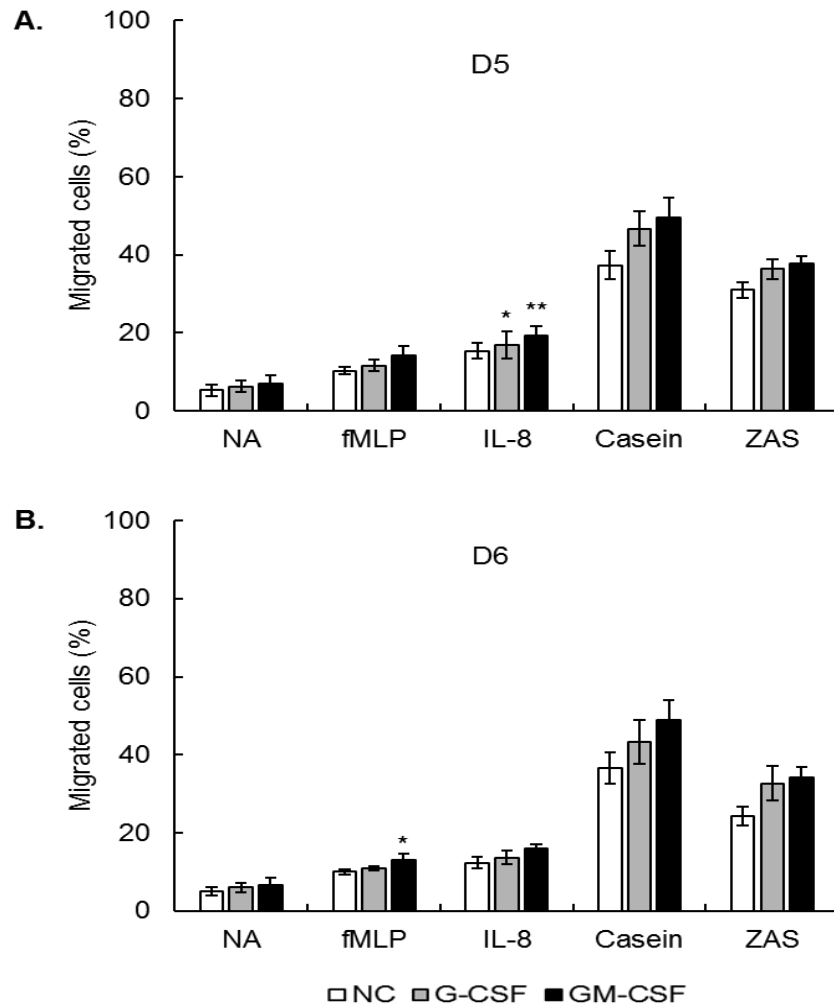 A.
D5
Migrated cells (%)
100
80
60
40
20
0
* **
NA fMLP IL-8 Casein ZAS
B.
D6
Migrated cells (%)
100
80
60
40
20
0
*
NA fMLP IL-8 Casein ZAS
NC G-CSF GM-CSF